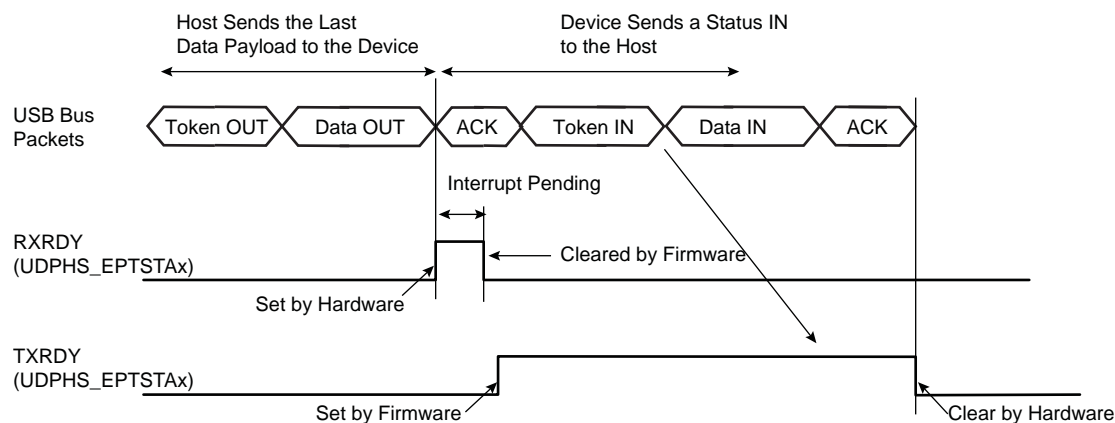 Host Sends the Last
Data Payload to the Device
Device Sends a Status IN
to the Host
USB Bus
Packets
Token OUT
Data OUT
ACK
Token IN
Data IN
ACK
Interrupt Pending
RXRDY
(UDPHS_EPTSTAx)
Cleared by Firmware
Set by Hardware
TXRDY
(UDPHS_EPTSTAx)
Set by Firmware
Clear by Hardware